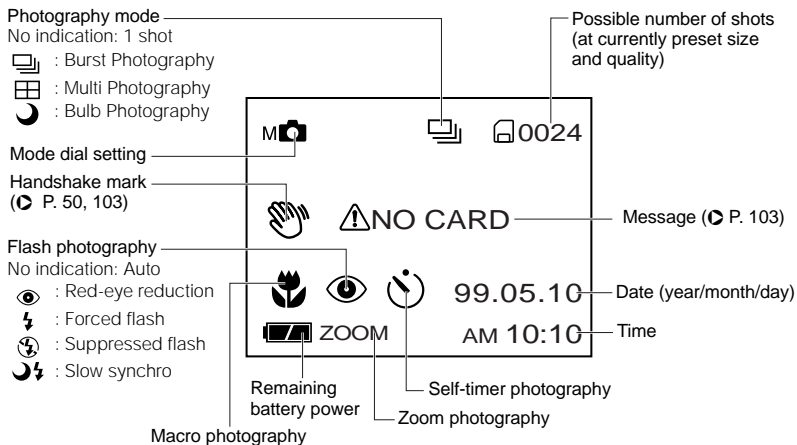 Photography mode
No indication: 1 shot
: Burst Photography
: Multi Photography
: Bulb Photography
Mode dial setting
Handshake mark
( P. 50, 103)
Flash photography
No indication: Auto
: Red-eye reduction
: Forced flash
: Suppressed flash
: Slow synchro
Possible number of shots
(at currently preset size
and quality)
M
0024
NO CARD
Message ( P. 103)
99.05.10
Date (year/month/day)
ZOOM
AM 10:10
Time
Remaining
battery power
Self-timer photography
Zoom photography
Macro photography